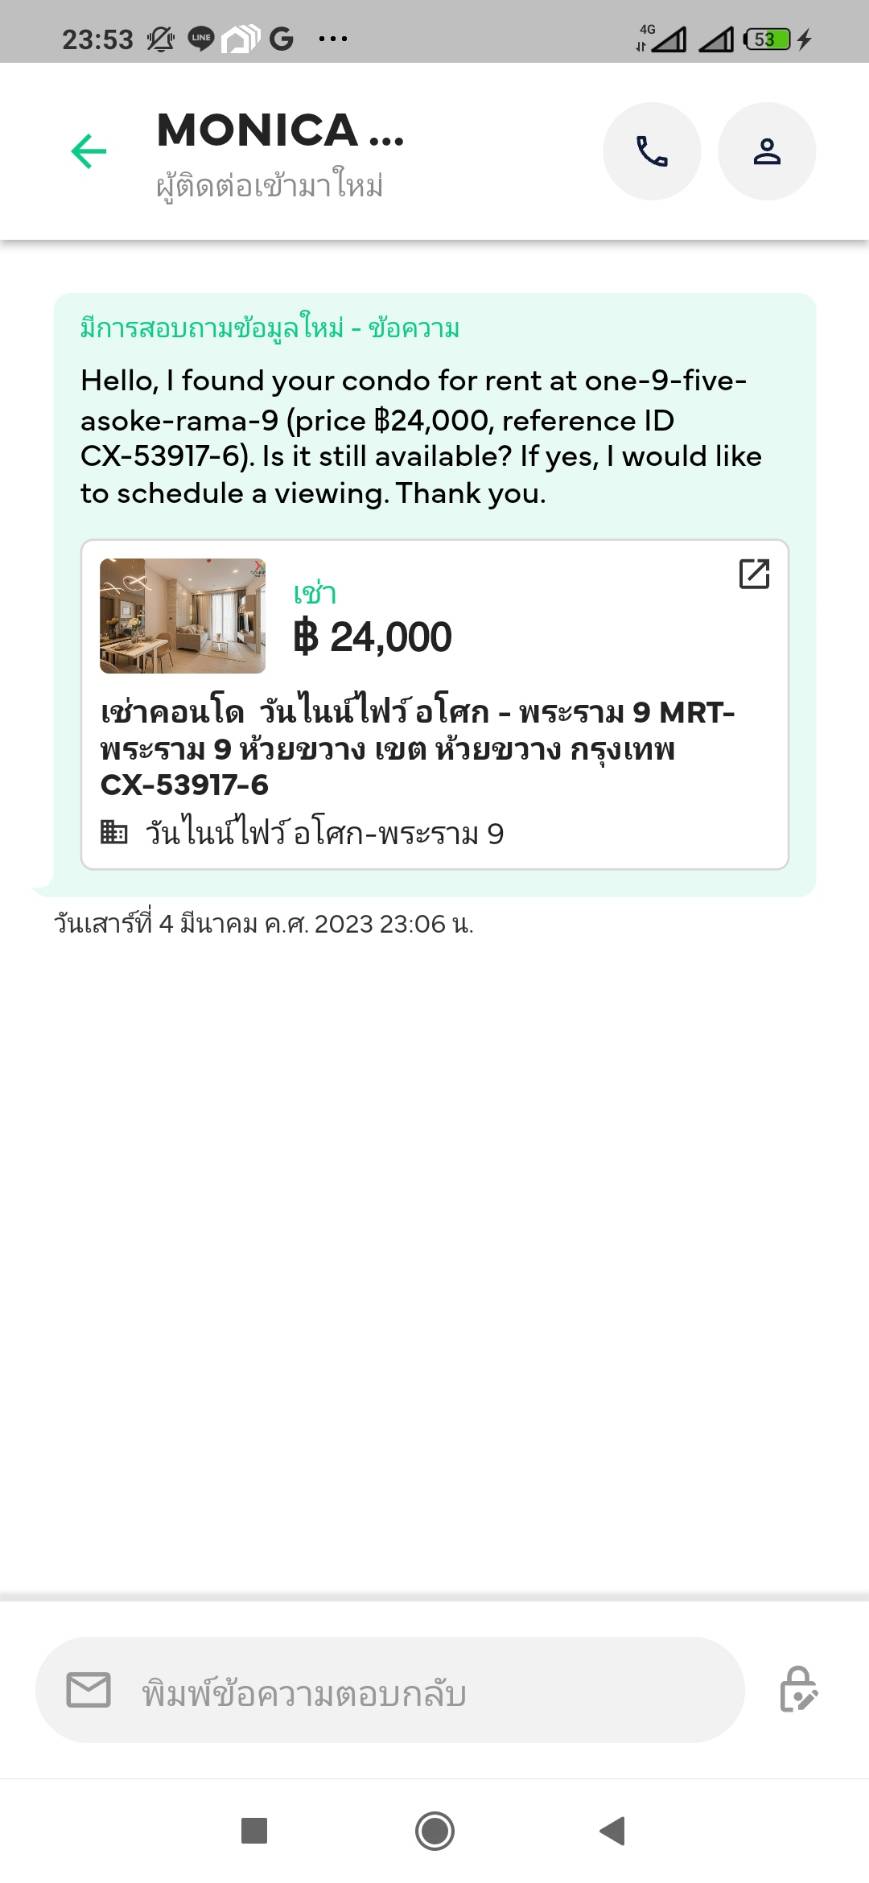 23:53 LINE G ... 4G 53
MONICA ...
ผู้ติดต่อเข้ามาใหม่
มีการสอบถามข้อมูลใหม่ - ข้อความ
Hello, I found your condo for rent at one-9-five-
asoke-rama-9 (price ฿24,000, reference ID
CX-53917-6). Is it still available? If yes, I would like
to schedule a viewing. Thank you.
เช่า
฿ 24,000
เช่าคอนโด วันไนน์ไฟว์ อโศก - พระราม 9 MRT-
พระราม 9 ห้วยขวาง เขต ห้วยขวาง กรุงเทพ
CX-53917-6
วันไนน์ไฟว์ อโศก-พระราม 9
วันเสาร์ที่ 4 มีนาคม ค.ศ. 2023 23:06 น.
พิมพ์ข้อความตอบกลับ